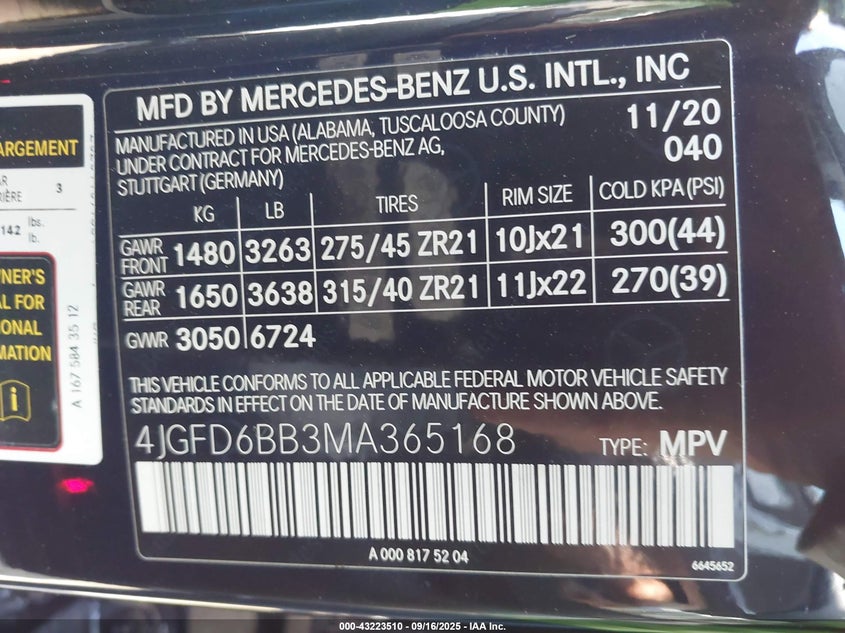 MFD BY MERCEDES-BENZ U.S. INTL., INC
MANUFACTURED IN USA (ALABAMA, TUSCALOOSA COUNTY) 11/20
UNDER CONTRACT FOR MERCEDES-BENZ AG, 040
STUTTGART (GERMANY)
KG LB TIRES RIM SIZE COLD KPA (PSI)
GAWR FRONT 1480 3263 275/45 ZR21 10Jx21 300(44)
GAWR REAR 1650 3638 315/40 ZR21 11Jx22 270(39)
GVWR 3050 6724
THIS VEHICLE CONFORMS TO ALL APPLICABLE FEDERAL MOTOR VEHICLE SAFETY
STANDARDS IN EFFECT ON THE DATE OF MANUFACTURE SHOWN ABOVE.
4JGFD6BB3MA365168 TYPE: MPV
A 000 817 52 04
6645652
ARGEMENT
3
142 lbs.
lb.
A 167 584 35 12
000-43223510 - 09/16/2025 - IAA Inc.